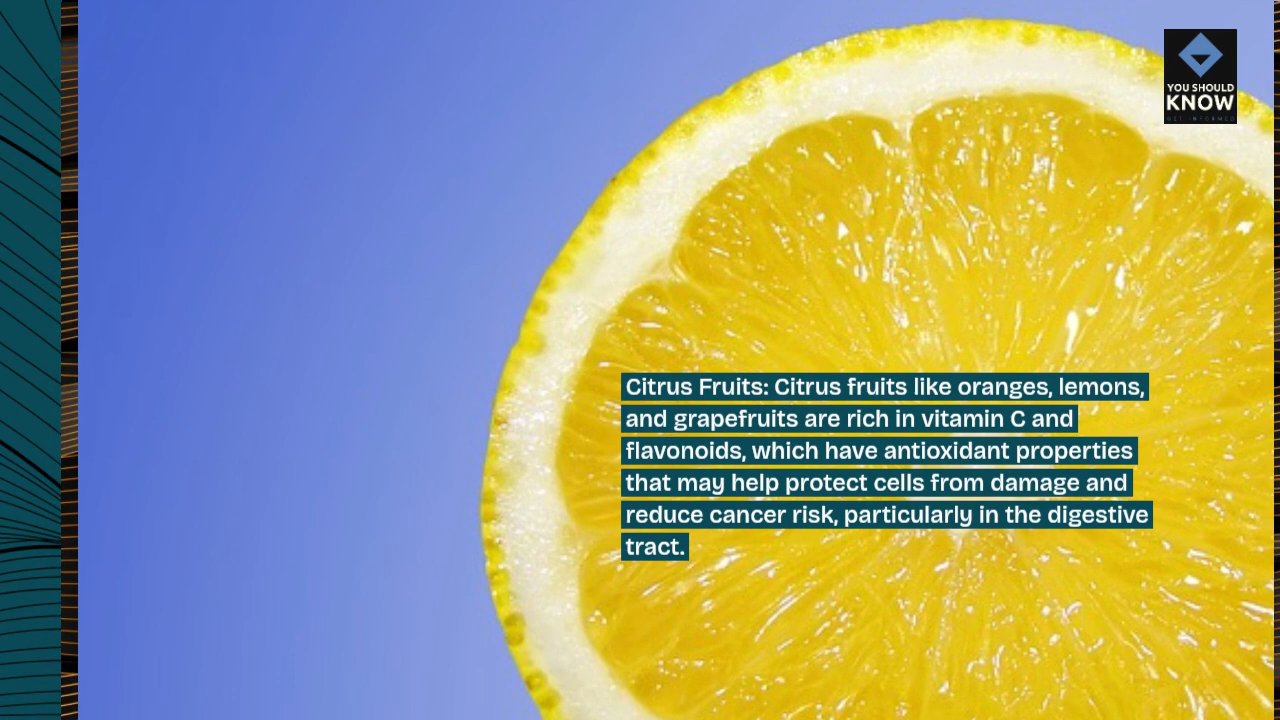 YOU SHOULD
KNOW
GET INFORMED
Citrus Fruits: Citrus fruits like oranges, lemons,
and grapefruits are rich in vitamin C and
flavonoids, which have antioxidant properties
that may help protect cells from damage and
reduce cancer risk, particularly in the digestive
tract.